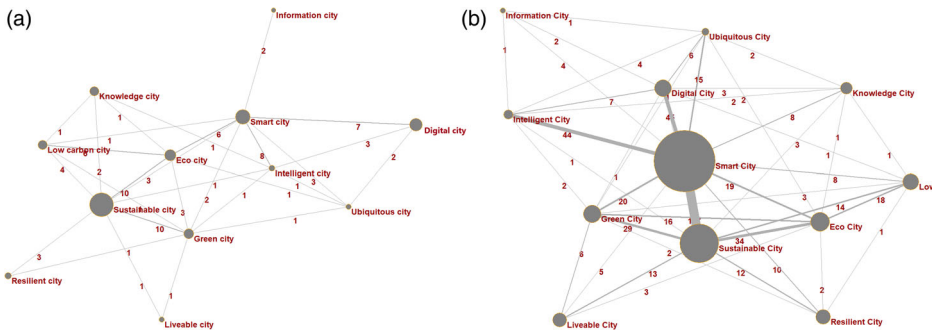 (a)
Information city
2
Knowledge city
Smart city
7
Digital city
1
1
6
3
Low carbon city
1
1
8
Eco city
2
4
2
3
Intelligent city
10
3
2
1
1
3
1
Sustainable city
1
Ubiquitous city
10
3
1
Green city
3
1
Resilient city
1
Liveable city
(b)
Information City
1
Ubiquitous City
2
1
4
4
6
2
15
Digital City
3
Knowledge City
7
2
2
Intelligent City
4
8
44
1
3
1
1
Smart City
2
19
8
Low
20
3
18
14
Green City
16
1
Eco City
29
34
Sustainable City
2
6
5
13
12
10
1
3
2
Liveable City
Resilient City